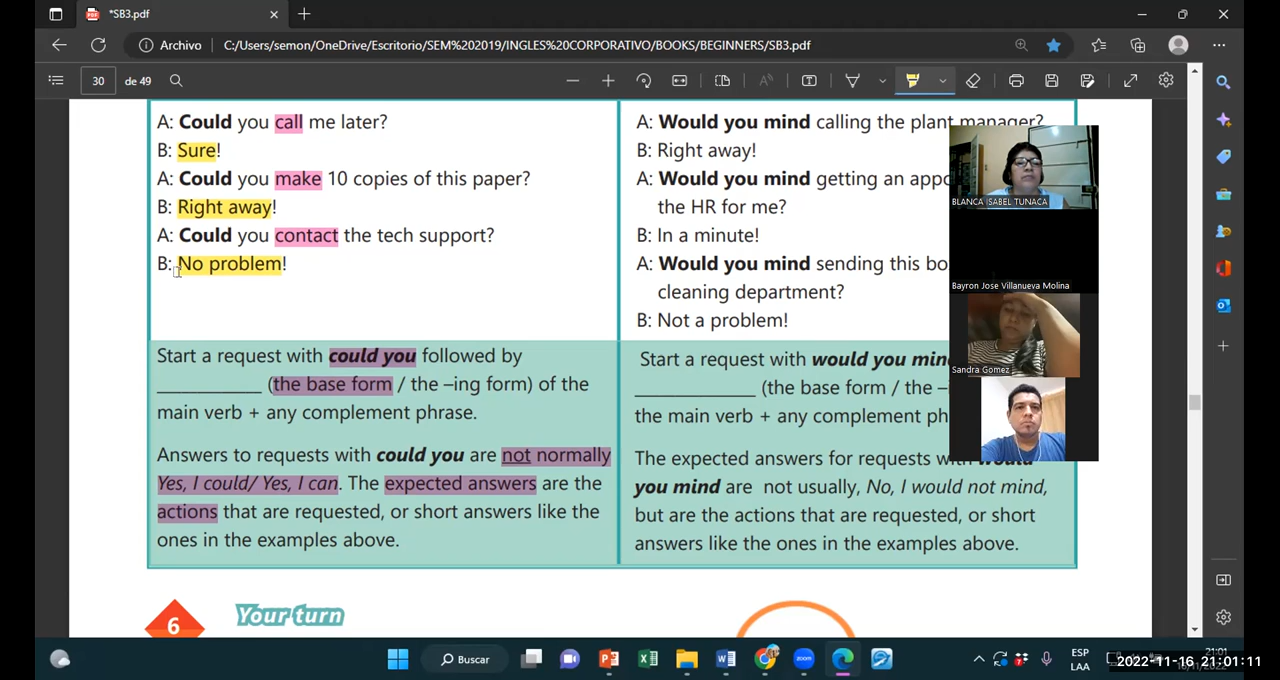 *SB3.pdf
Archivo
C:/Users/semon/OneDrive/Escritorio/SEM%202019/INGLES%20CORPORATIVO/BOOKS/BEGINNERS/SB3.pdf
30
de 49
A: Could you call me later?
B: Sure!
A: Could you make 10 copies of this paper?
B: Right away!
A: Could you contact the tech support?
B: No problem!
Start a request with could you followed by
____________ (the base form / the –ing form) of the
main verb + any complement phrase.
Answers to requests with could you are not normally
Yes, I could/ Yes, I can. The expected answers are the
actions that are requested, or short answers like the
ones in the examples above.
A: Would you mind calling the plant manager?
B: Right away!
A: Would you mind getting an appo
the HR for me?
B: In a minute!
A: Would you mind sending this bo
cleaning department?
B: Not a problem!
Start a request with would you mind
______________ (the base form / the –i
the main verb + any complement ph
The expected answers for requests with would
you mind are not usually, No, I would not mind,
but are the actions that are requested, or short
answers like the ones in the examples above.
BLANCA ISABEL TUNACA
Bayron Jose Villanueva Molina
Sandra Gomez
6
Your turn
Buscar
ESP
LAA
21:01
2022-11-16 21:01:11